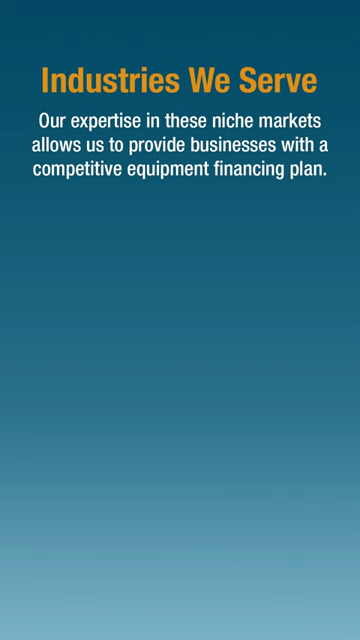 Industries We Serve
Our expertise in these niche markets
allows us to provide businesses with a
competitive equipment financing plan.